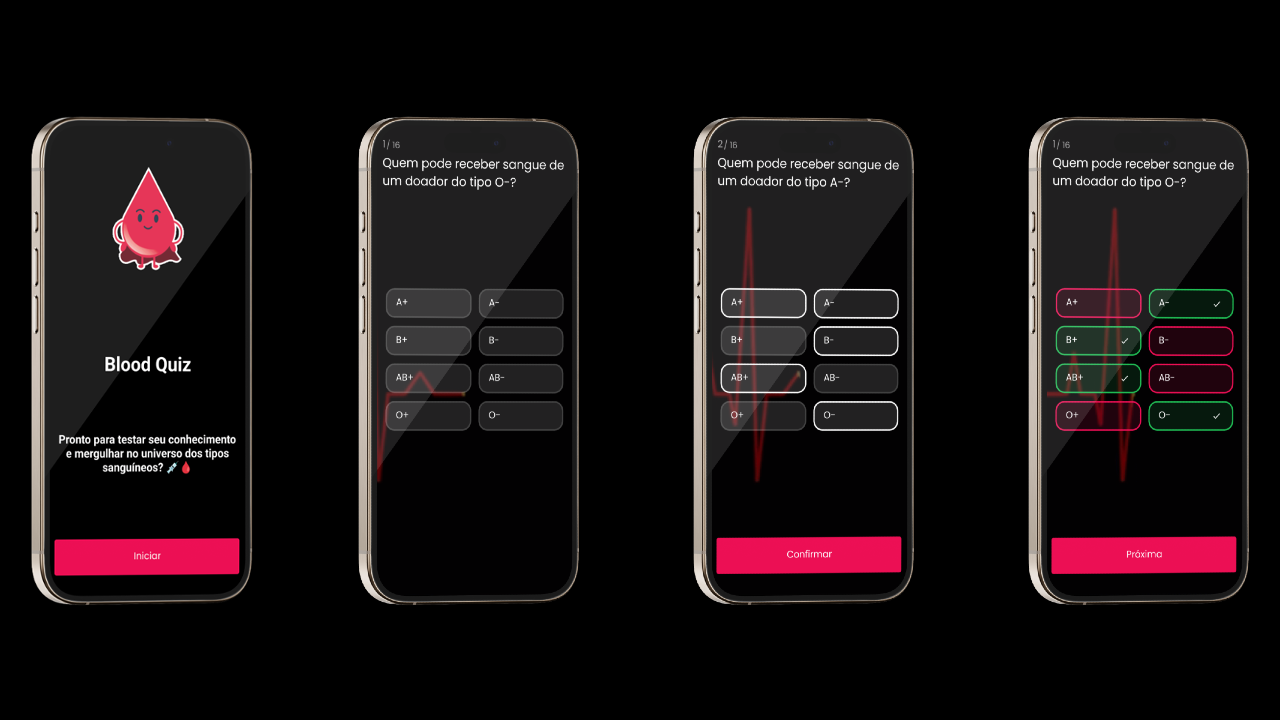 Blood Quiz
Pronto para testar seu conhecimento
e mergulhar no universo dos tipos
sanguíneos? 💉🩸
Iniciar
1/ 16
Quem pode receber sangue de
um doador do tipo O-?
A+
A-
B+
B-
AB+
AB-
O+
O-
2/ 16
Quem pode receber sangue de
um doador do tipo A-?
A+
A-
B+
B-
AB+
AB-
O+
O-
Confirmar
1/ 16
Quem pode receber sangue de
um doador do tipo O-?
A+
A-
B+
B-
AB+
AB-
O+
O-
Próxima